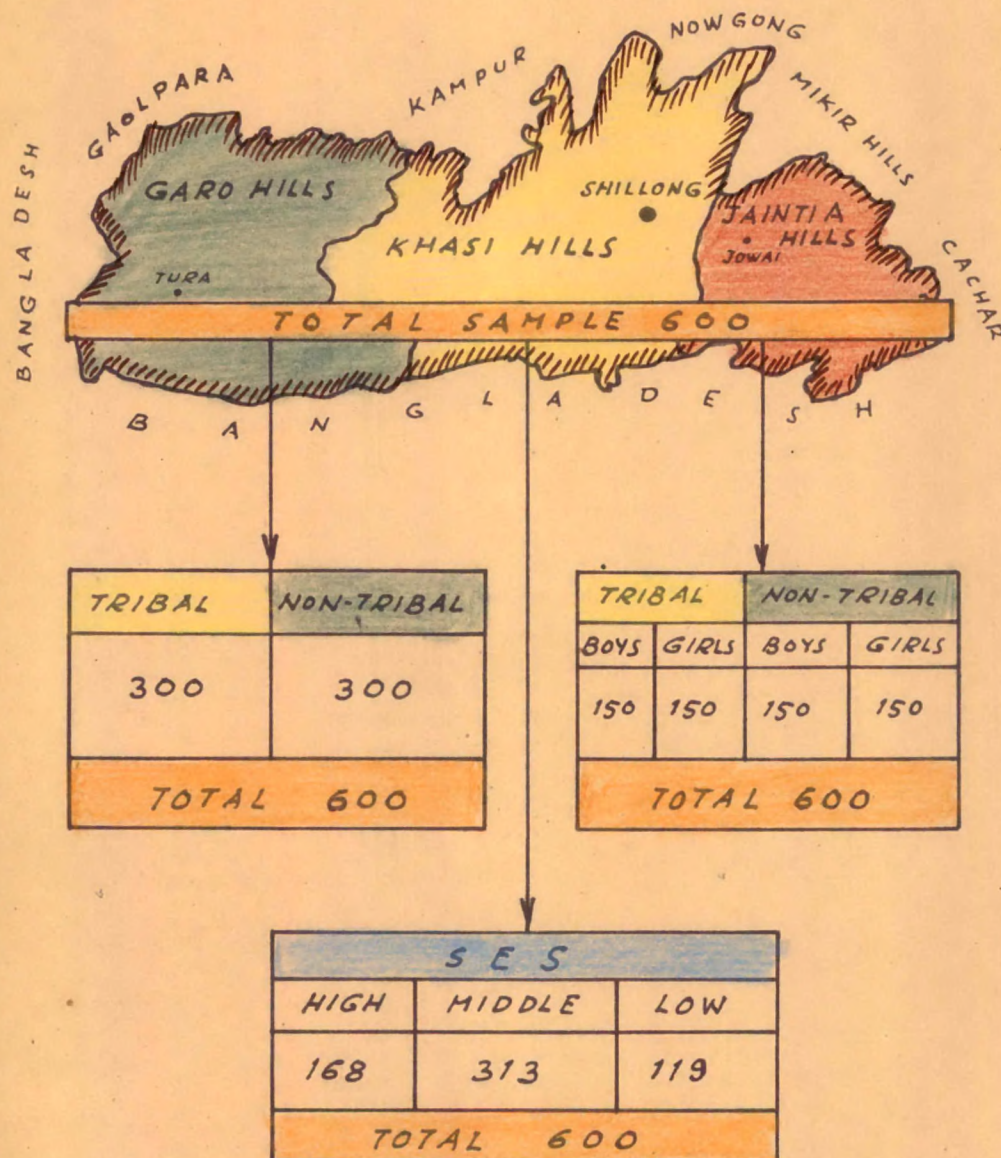 NOWGONG
KAMPUR
GAOLPARA
MIKIR HILLS
BANGLA DESH
GARO HILLS
SHILLONG
JAINTIA
HILLS
KHASI HILLS
JOWAI
TURA
CACHAR
TOTAL SAMPLE 600
BANGLADESH
TRIBAL NON-TRIBAL
300 300
TOTAL 600
TRIBAL NON-TRIBAL
BOYS GIRLS BOYS GIRLS
150 150 150 150
TOTAL 600
SES
HIGH MIDDLE LOW
168 313 119
TOTAL 600